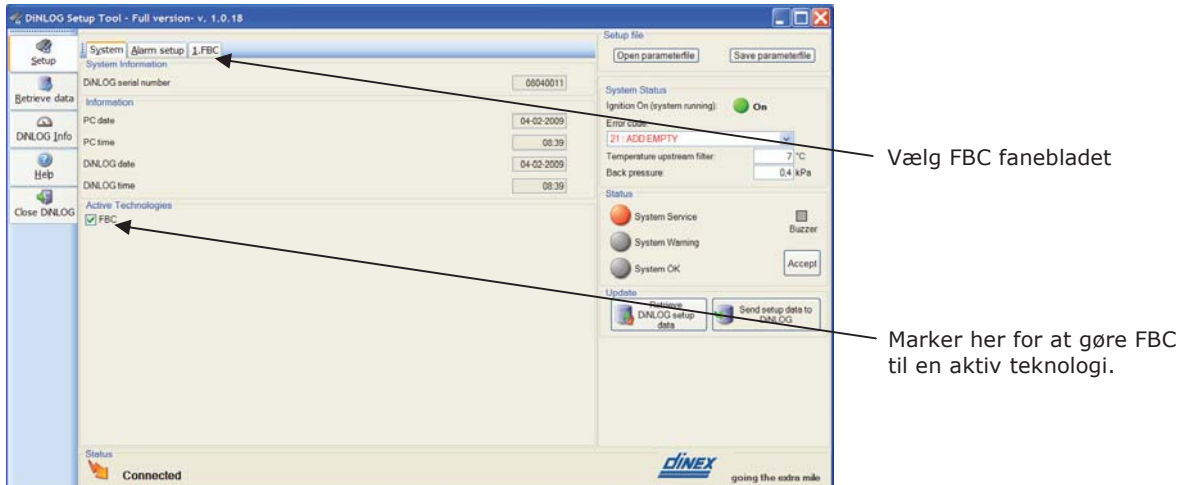 DiNLOG Setup Tool - Full version- v. 1.0.18
Setup
Retrieve data
DiNLOG Info
Help
Close DiNLOG
System
Alarm setup
1.FBC
System Information
DiNLOG serial number
08040011
Information
PC date
04-02-2009
PC time
08:39
DiNLOG date
04-02-2009
DiNLOG time
08:39
Active Technologies
FBC
Setup file
Open parameterfile
Save parameterfile
System Status
Ignition On (system running):
On
Error code:
21 : ADD EMPTY
Temperature upstream filter:
7 °C
Back pressure:
0,4 kPa
Status
System Service
System Warning
System OK
Buzzer
Accept
Update
Retrieve
DiNLOG setup
data
Send setup data to
DiNLOG
Status
Connected
dinex
going the extra mile
Vælg FBC fanebladet
Marker her for at gøre FBC
til en aktiv teknologi.